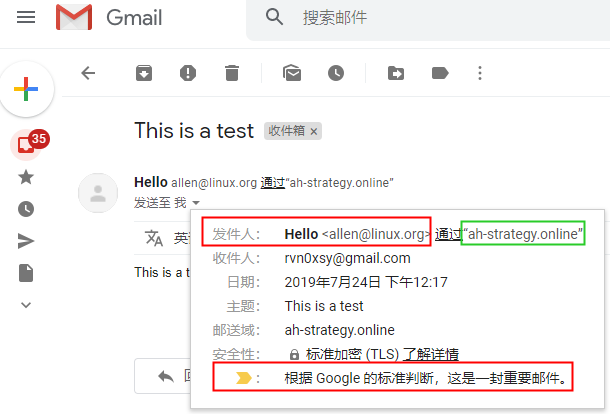 Gmail
搜索邮件
This is a test 收件箱 ×
35
Hello allen@linux.org 通过“ah-strategy.online”
发送至 我
发件人： Hello <allen@linux.org> 通过“ah-strategy.online”
收件人： rvn0xsy@gmail.com
日期： 2019年7月24日 下午12:17
主题： This is a test
邮送域： ah-strategy.online
安全性： 标准加密 (TLS) 了解详情
： 根据 Google 的标准判断，这是一封重要邮件。
This is a t